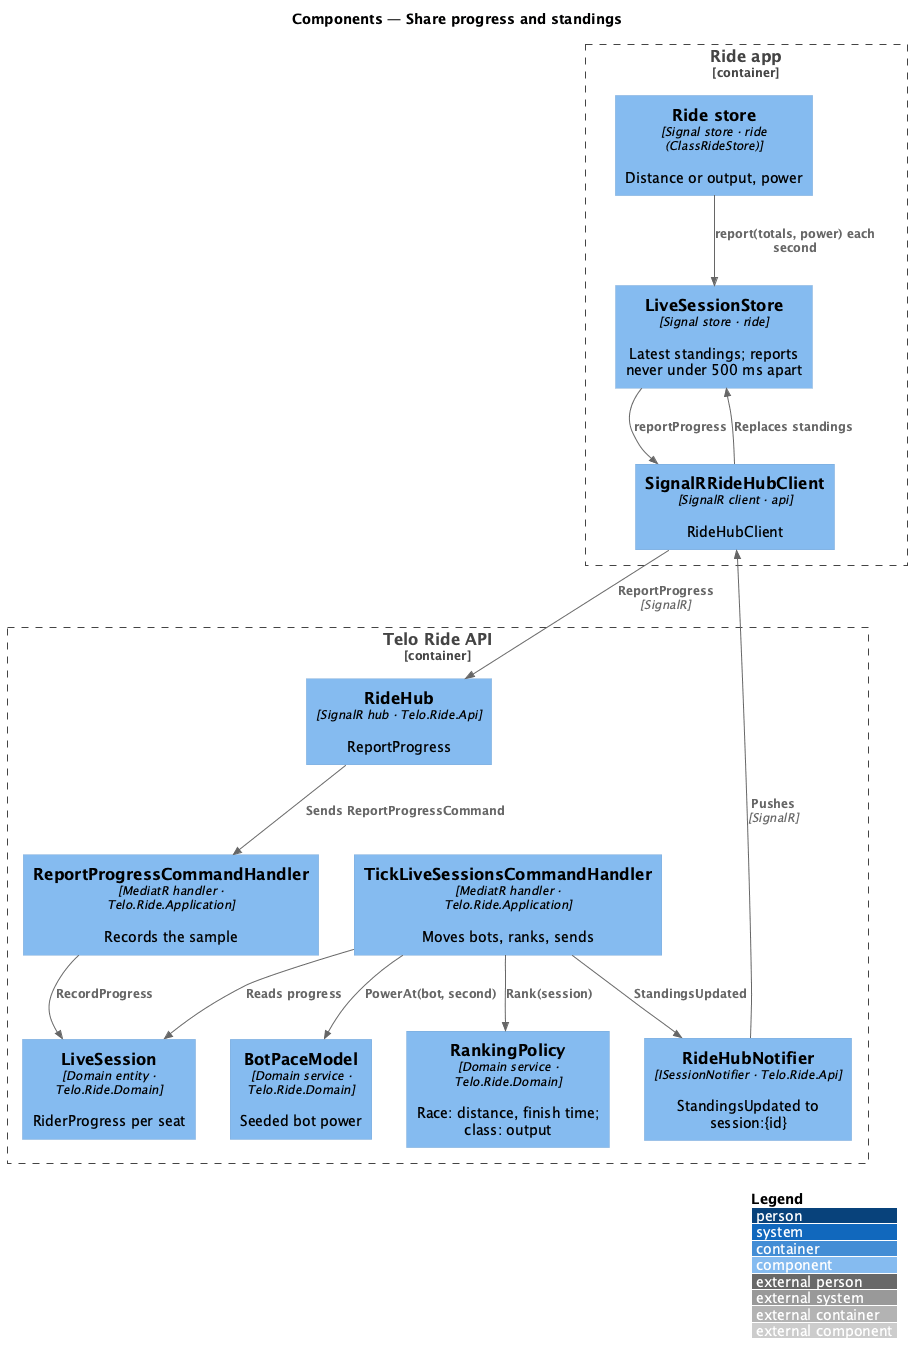 Components — Share progress and standings
Ride app
[container]
Ride store
[Signal store · ride
(ClassRideStore)]
Distance or output, power
report(totals, power) each
second
LiveSessionStore
[Signal store · ride]
Latest standings; reports
never under 500 ms apart
reportProgress
Replaces standings
SignalRRideHubClient
[SignalR client · api]
RideHubClient
ReportProgress
[SignalR]
Telo Ride API
[container]
RideHub
[SignalR hub · Telo.Ride.Api]
ReportProgress
Sends ReportProgressCommand
Pushes
[SignalR]
ReportProgressCommandHandler
[MediatR handler ·
Telo.Ride.Application]
Records the sample
TickLiveSessionsCommandHandler
[MediatR handler ·
Telo.Ride.Application]
Moves bots, ranks, sends
RecordProgress
Reads progress
PowerAt(bot, second)
Rank(session)
StandingsUpdated
LiveSession
[Domain entity ·
Telo.Ride.Domain]
RiderProgress per seat
BotPaceModel
[Domain service ·
Telo.Ride.Domain]
Seeded bot power
RankingPolicy
[Domain service ·
Telo.Ride.Domain]
Race: distance, finish time;
class: output
RideHubNotifier
[ISessionNotifier · Telo.Ride.Api]
StandingsUpdated to
session:{id}
Legend
person
system
container
component
external person
external system
external container
external component